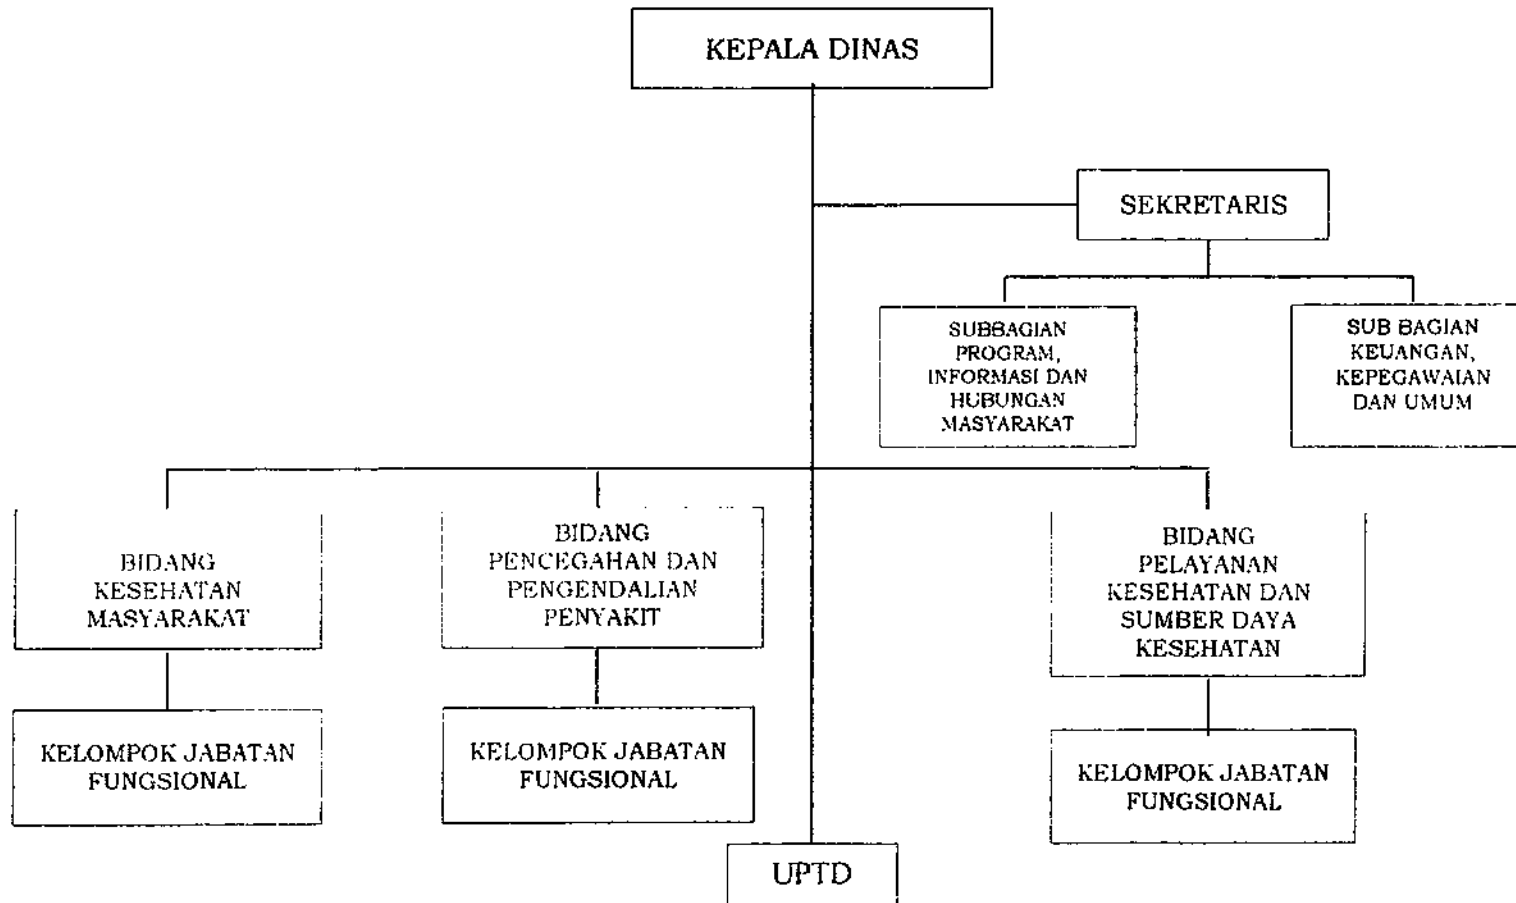 KEPALA DINAS
SEKRETARIS
SUBBAGIAN
PROGRAM,
INFORMASI DAN
HUBUNGAN
MASYARAKAT
SUB BAGIAN
KEUANGAN,
KEPEGAWAIAN
DAN UMUM
BIDANG
KESEHATAN
MASYARAKAT
BIDANG
PENCEGAHAN DAN
PENGENDALIAN
PENYAKIT
BIDANG
PELAYANAN
KESEHATAN DAN
SUMBER DAYA
KESEHATAN
KELOMPOK JABATAN
FUNGSIONAL
KELOMPOK JABATAN
FUNGSIONAL
KELOMPOK JABATAN
FUNGSIONAL
UPTD